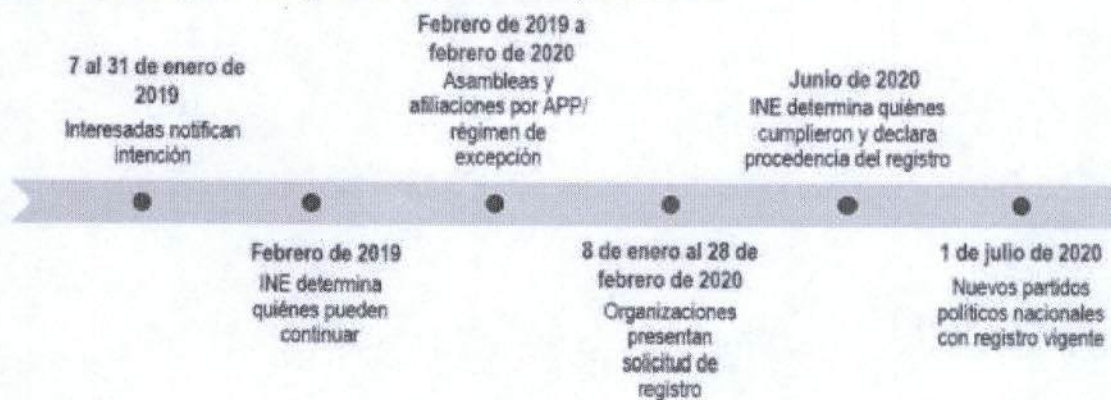 7 al 31 de enero de
2019
Interesadas notifican
intención
Febrero de 2019
INE determina
quiénes pueden
continuar
Febrero de 2019 a
febrero de 2020
Asambleas y
afiliaciones por APP/
régimen de
excepción
8 de enero al 28 de
febrero de 2020
Organizaciones
presentan
solicitud de
registro
Junio de 2020
INE determina quiénes
cumplieron y declara
procedencia del registro
1 de julio de 2020
Nuevos partidos
políticos nacionales
con registro vigente